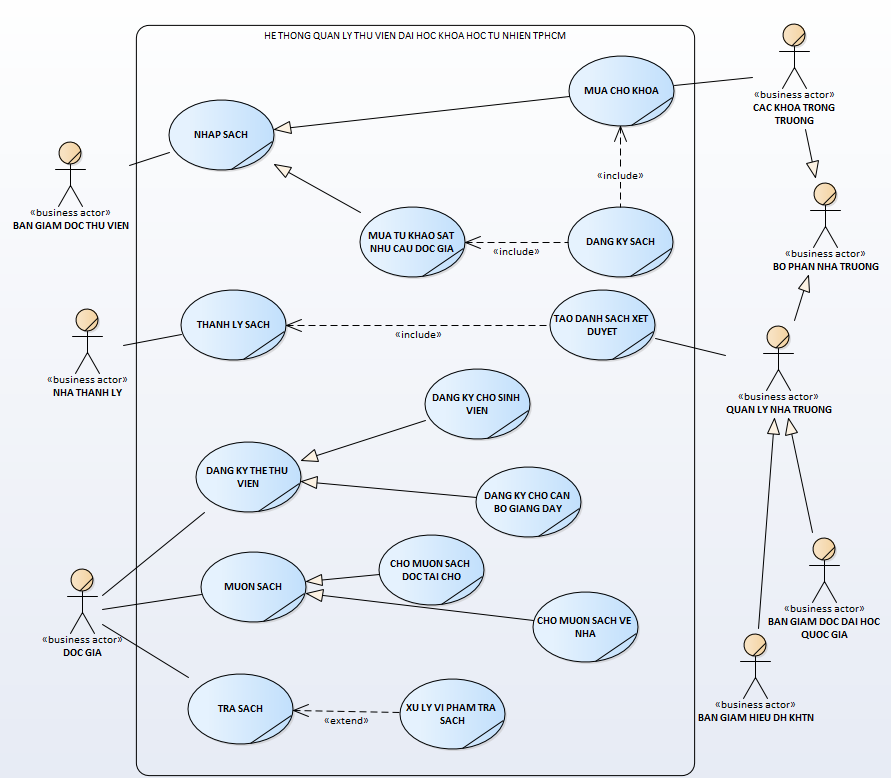 HE THONG QUAN LY THU VIEN DAI HOC KHOA HOC TU NHIEN TPHCM
MUA CHO KHOA
«business actor»
CAC KHOA TRONG
TRUONG
NHAP SACH
«include»
«business actor»
BAN GIAM DOC THU VIEN
MUA TU KHAO SAT
NHU CAU DOC GIA
«include»
DANG KY SACH
«business actor»
BO PHAN NHA TRUONG
THANH LY SACH
«include»
TAO DANH SACH XET
DUYET
«business actor»
NHA THANH LY
«business actor»
QUAN LY NHA TRUONG
DANG KY CHO SINH
VIEN
DANG KY THE THU
VIEN
DANG KY CHO CAN
BO GIANG DAY
CHO MUON SACH
DOC TAI CHO
MUON SACH
CHO MUON SACH VE
NHA
«business actor»
DOC GIA
«business actor»
BAN GIAM DOC DAI HOC
QUOC GIA
TRA SACH
«extend»
XU LY VI PHAM TRA
SACH
«business actor»
BAN GIAM HIEU DH KHTN